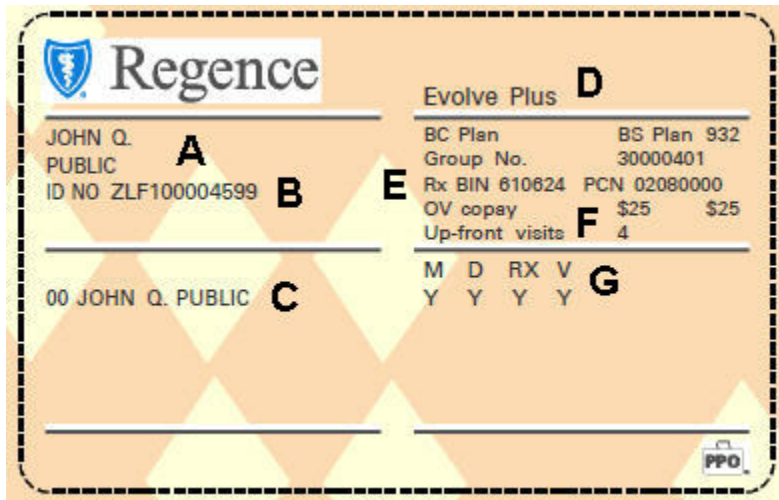 Regence
JOHN Q. A
PUBLIC
ID NO ZLF100004599 B
00 JOHN Q. PUBLIC C
Evolve Plus D
BC Plan BS Plan 932
Group No. 30000401
E Rx BIN 610624 PCN 02080000
OV copay $25 $25
Up-front visits F 4
M D RX V G
Y Y Y Y
PPO